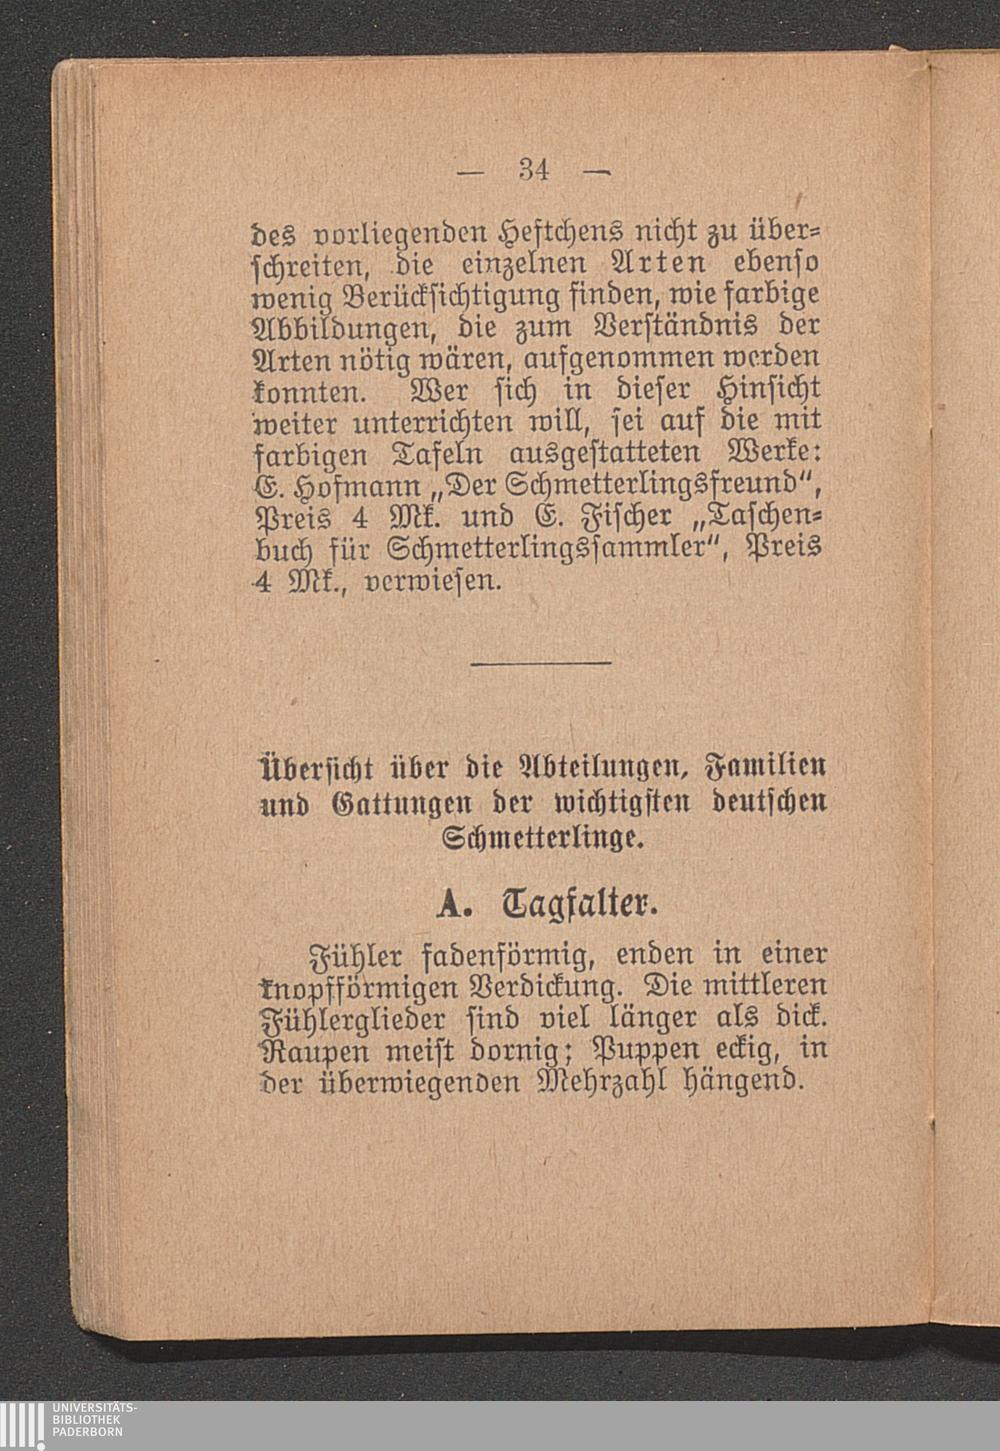 — 34 —
des vorliegenden Heftchens nicht zu über-
schreiten, die einzelnen Arten ebenso
wenig Berücksichtigung finden, wie farbige
Abbildungen, die zum Verständnis der
Arten nötig wären, aufgenommen werden
konnten. Wer sich in dieser Hinsicht
weiter unterrichten will, sei auf die mit
farbigen Tafeln ausgestatteten Werke:
E. Hofmann „Der Schmetterlingsfreund“,
Preis 4 Mk. und E. Fischer „Taschen-
buch für Schmetterlingssammler“, Preis
4 Mk., verwiesen.
Übersicht über die Abteilungen, Familien
und Gattungen der wichtigsten deutschen
Schmetterlinge.
A. Tagfalter.
Fühler fadenförmig, enden in einer
knopfförmigen Verdickung. Die mittleren
Fühlerglieder sind viel länger als dick.
Raupen meist dornig; Puppen eckig, in
der überwiegenden Mehrzahl hängend.
UNIVERSITÄTS-
BIBLIOTHEK
PADERBORN